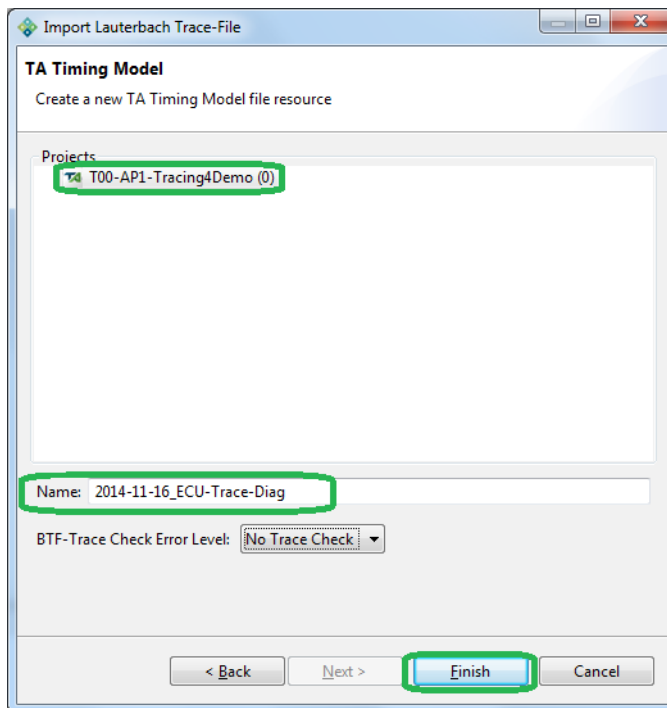 Import Lauterbach Trace-File
TA Timing Model
Create a new TA Timing Model file resource
Projects
TA T00-AP1-Tracing4Demo (0)
Name: 2014-11-16_ECU-Trace-Diag
BTF-Trace Check Error Level: No Trace Check
< Back Next > Finish Cancel